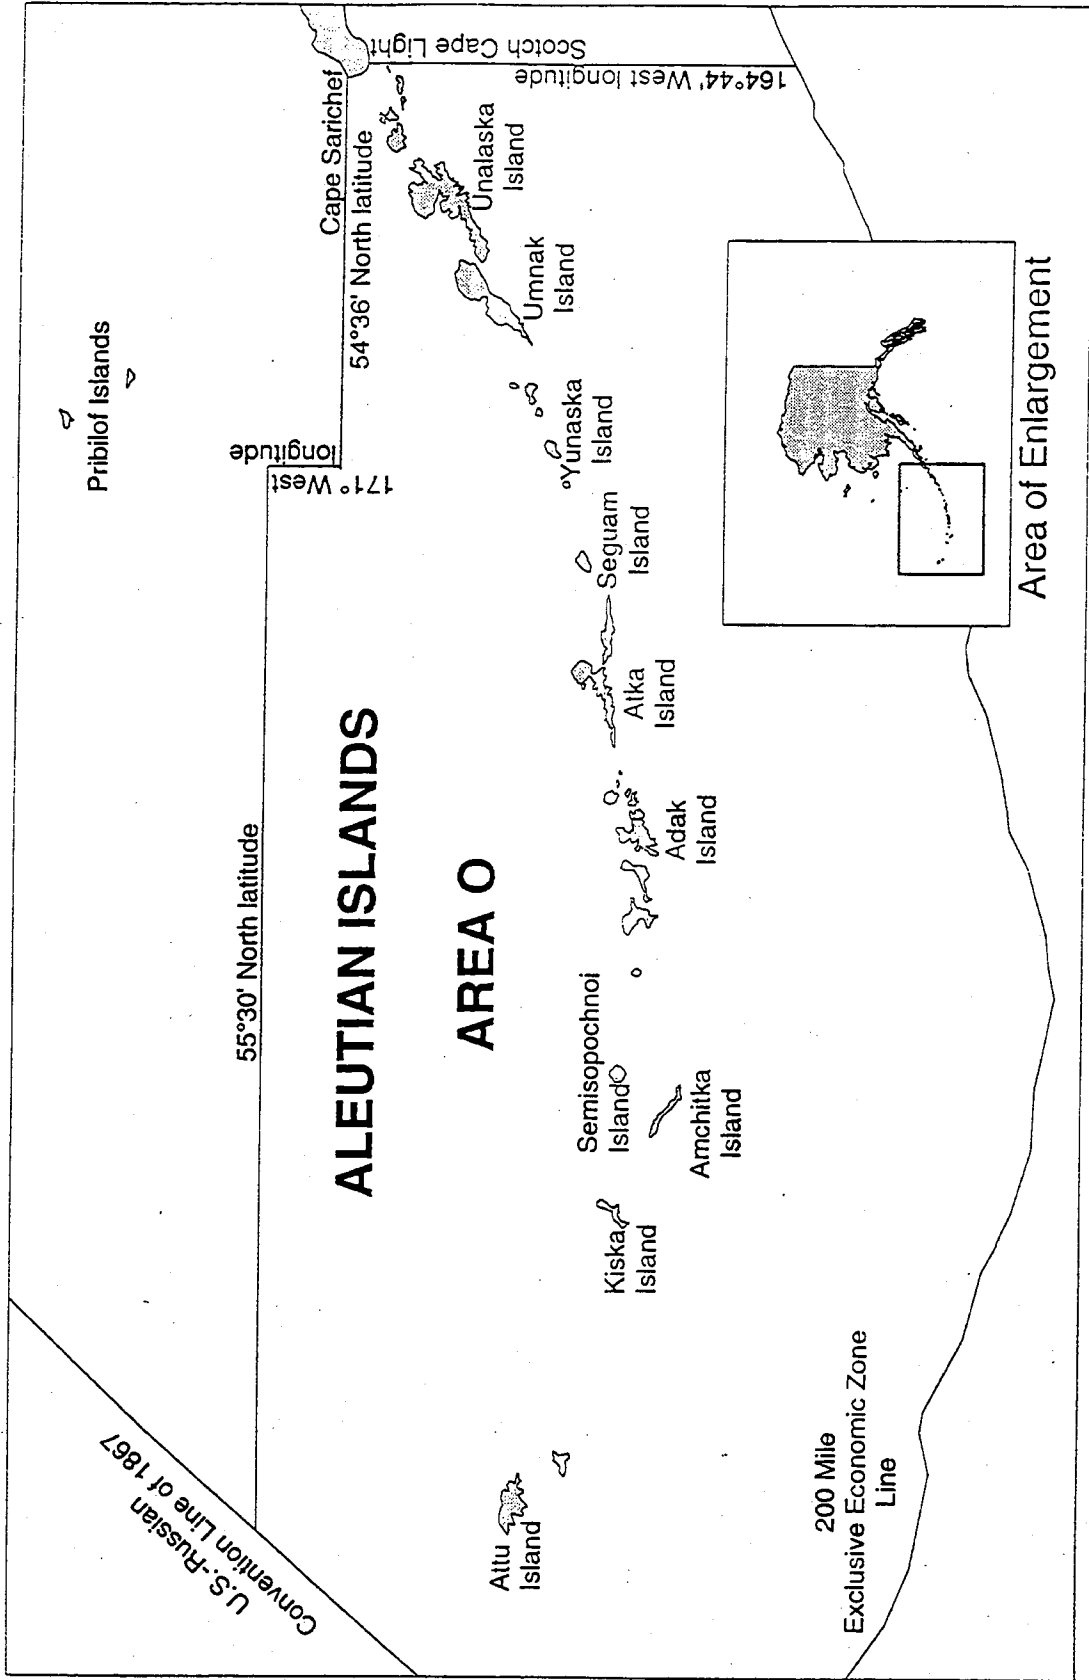 Pribilof Islands
Cape Sarichef
54°36' North latitude
Scotch Cape Light
164°44' West longitude
171° West
longitude
55°30' North latitude
U.S.-Russian
Convention Line of 1867
ALEUTIAN ISLANDS
AREA O
Unalaska
Island
Umnak
Island
Yunaska
Island
Seguam
Island
Atka
Island
Adak
Island
Semisopochnoi
Island
Amchitka
Island
Kiska
Island
Attu
Island
200 Mile
Exclusive Economic Zone
Line
Area of Enlargement